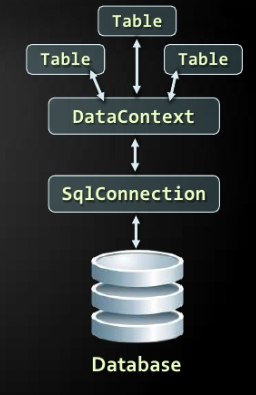 Table
Table Table
DataContext
SqlConnection
Database